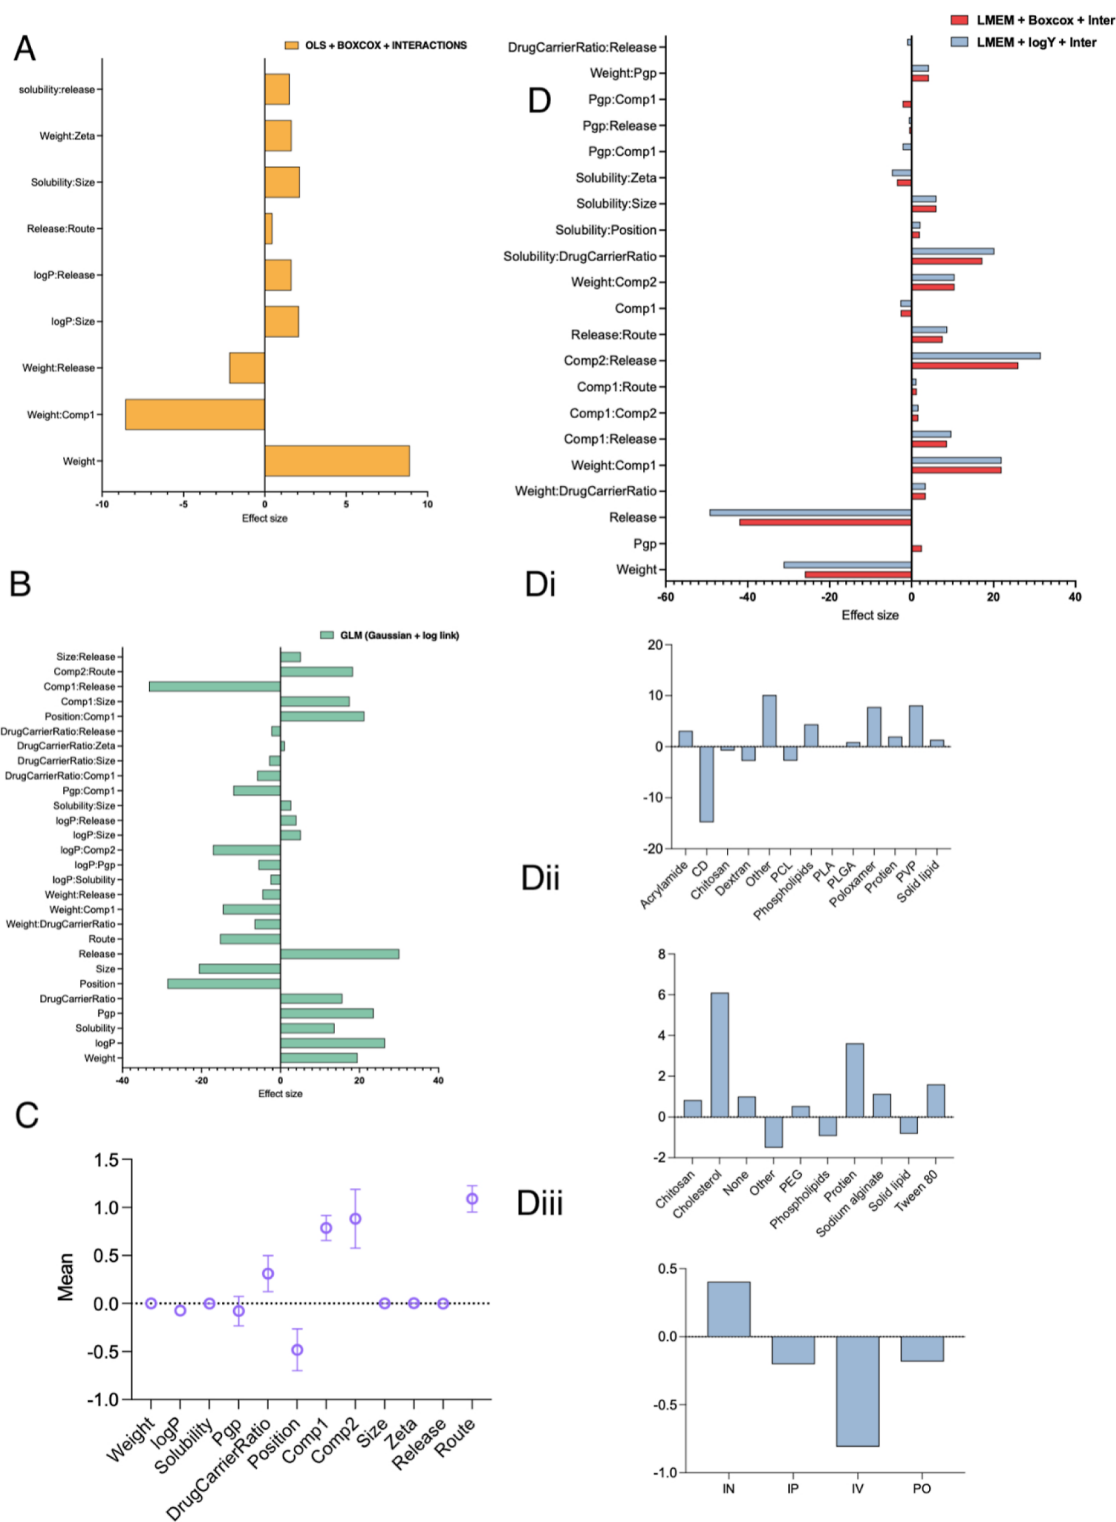 A
OLS + BOXCOX + INTERACTIONS
solubility:release
Weight:Zeta
Solubility:Size
Release:Route
logP:Release
logP:Size
Weight:Release
Weight:Comp1
Weight
-10 -5 0 5 10
Effect size
LMEM + Boxcox + Inter
LMEM + logY + Inter
D
DrugCarrierRatio:Release
Weight:Pgp
Pgp:Comp1
Pgp:Release
Pgp:Comp1
Solubility:Zeta
Solubility:Size
Solubility:Position
Solubility:DrugCarrierRatio
Weight:Comp2
Comp1
Release:Route
Comp2:Release
Comp1:Route
Comp1:Comp2
Comp1:Release
Weight:Comp1
Weight:DrugCarrierRatio
Release
Pgp
Weight
-60 -40 -20 0 20 40
Effect size
B
GLM (Gaussian + log link)
Size:Release
Comp2:Route
Comp1:Release
Comp1:Size
Position:Comp1
DrugCarrierRatio:Release
DrugCarrierRatio:Zeta
DrugCarrierRatio:Size
DrugCarrierRatio:Comp1
Pgp:Comp1
Solubility:Size
logP:Release
logP:Size
logP:Comp2
logP:Pgp
logP:Solubility
Weight:Release
Weight:Comp1
Weight:DrugCarrierRatio
Route
Release
Size
Position
DrugCarrierRatio
Pgp
Solubility
logP
Weight
-40 -20 0 20 40
Effect size
Di
20
10
0
-10
-20
Acrylamide CD Chitosan Dextran Other PCL Phospholipids PLA PLGA Poloxamer Protien PVP Solid lipid
Dii
8
6
4
2
0
-2
Chitosan Cholesterol None Other PEG Phospholipids Protien Sodium alginate Solid lipid Tween 80
C
1.5
1.0
0.5
0.0
-0.5
-1.0
Mean
Weight logP Solubility Pgp DrugCarrierRatio Position Comp1 Comp2 Size Zeta Release Route
Diii
0.5
0.0
-0.5
-1.0
IN IP IV PO